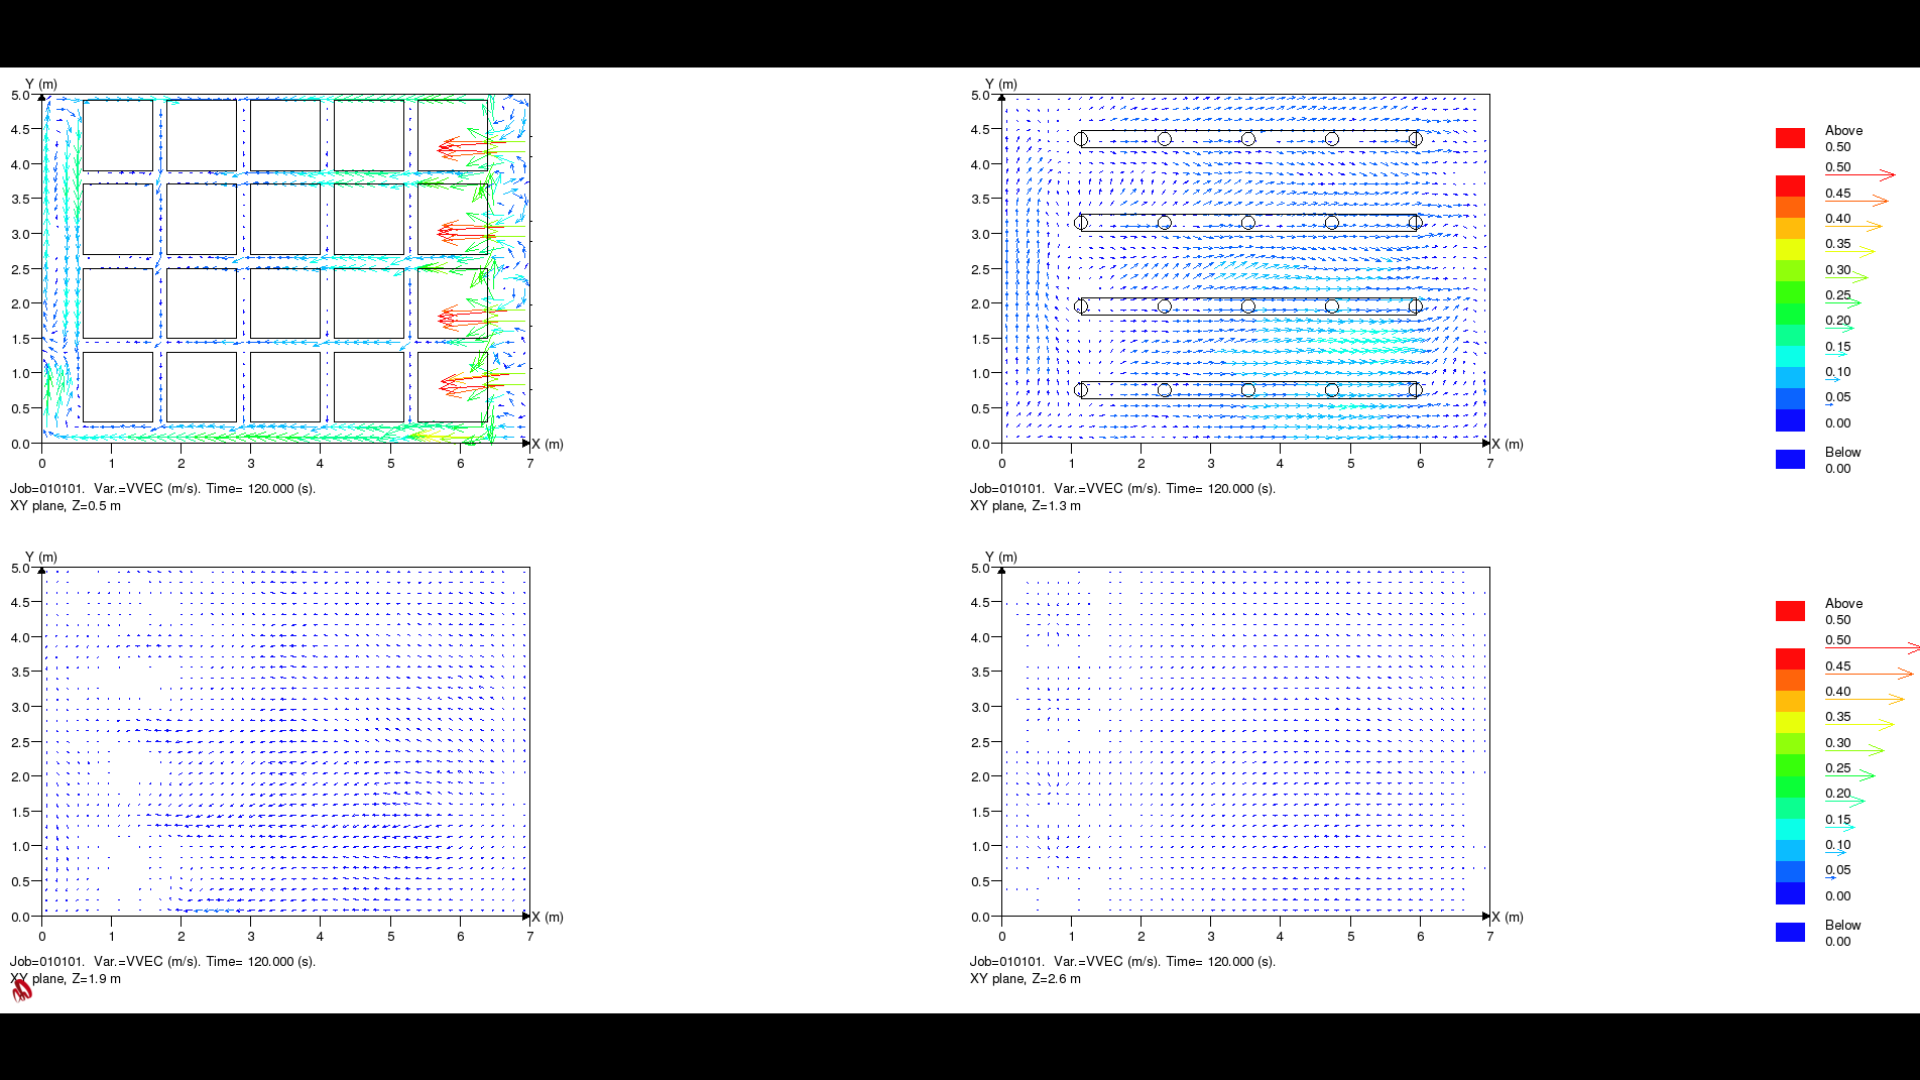 Y (m)
5.0
4.5
4.0
3.5
3.0
2.5
2.0
1.5
1.0
0.5
0.0
0 1 2 3 4 5 6 7
X (m)
Job=010101. Var.=VVEC (m/s). Time= 120.000 (s).
XY plane, Z=0.5 m
Y (m)
5.0
4.5
4.0
3.5
3.0
2.5
2.0
1.5
1.0
0.5
0.0
0 1 2 3 4 5 6 7
X (m)
Job=010101. Var.=VVEC (m/s). Time= 120.000 (s).
XY plane, Z=1.3 m
Above
0.50
0.50
0.45
0.40
0.35
0.30
0.25
0.20
0.15
0.10
0.05
0.00
Below
0.00
Y (m)
5.0
4.5
4.0
3.5
3.0
2.5
2.0
1.5
1.0
0.5
0.0
0 1 2 3 4 5 6 7
X (m)
Job=010101. Var.=VVEC (m/s). Time= 120.000 (s).
XY plane, Z=1.9 m
Y (m)
5.0
4.5
4.0
3.5
3.0
2.5
2.0
1.5
1.0
0.5
0.0
0 1 2 3 4 5 6 7
X (m)
Job=010101. Var.=VVEC (m/s). Time= 120.000 (s).
XY plane, Z=2.6 m
Above
0.50
0.50
0.45
0.40
0.35
0.30
0.25
0.20
0.15
0.10
0.05
0.00
Below
0.00